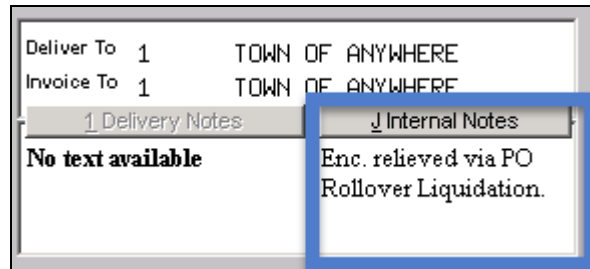 Deliver To 1 TOWN OF ANYWHERE
Invoice To 1 TOWN OF ANYWHERE
1 Delivery Notes J Internal Notes
No text available Enc. relieved via PO
Rollover Liquidation.